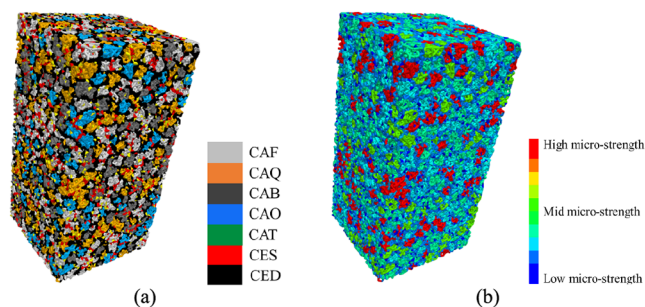 CAF
CAQ
CAB
CAO
CAT
CES
CED
(a)
High micro-strength
Mid micro-strength
Low micro-strength
(b)